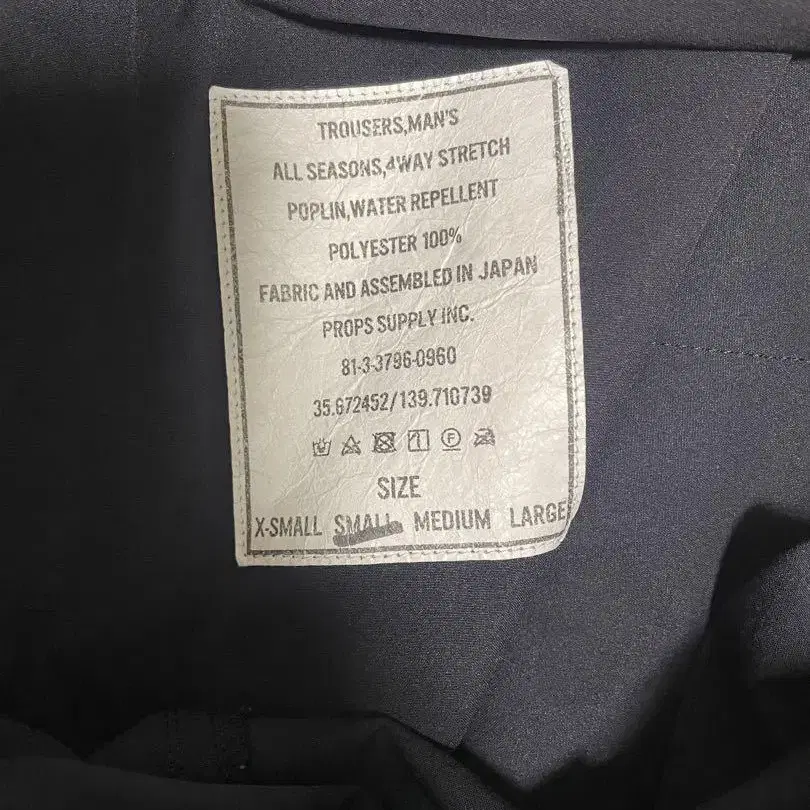 TROUSERS,MAN'S
ALL SEASONS,4WAY STRETCH
POPLIN,WATER REPELLENT
POLYESTER 100%
FABRIC AND ASSEMBLED IN JAPAN
PROPS SUPPLY INC.
81-3-3796-0960
35.672452/139.710739
F
SIZE
X-SMALL SMALL MEDIUM LARGE